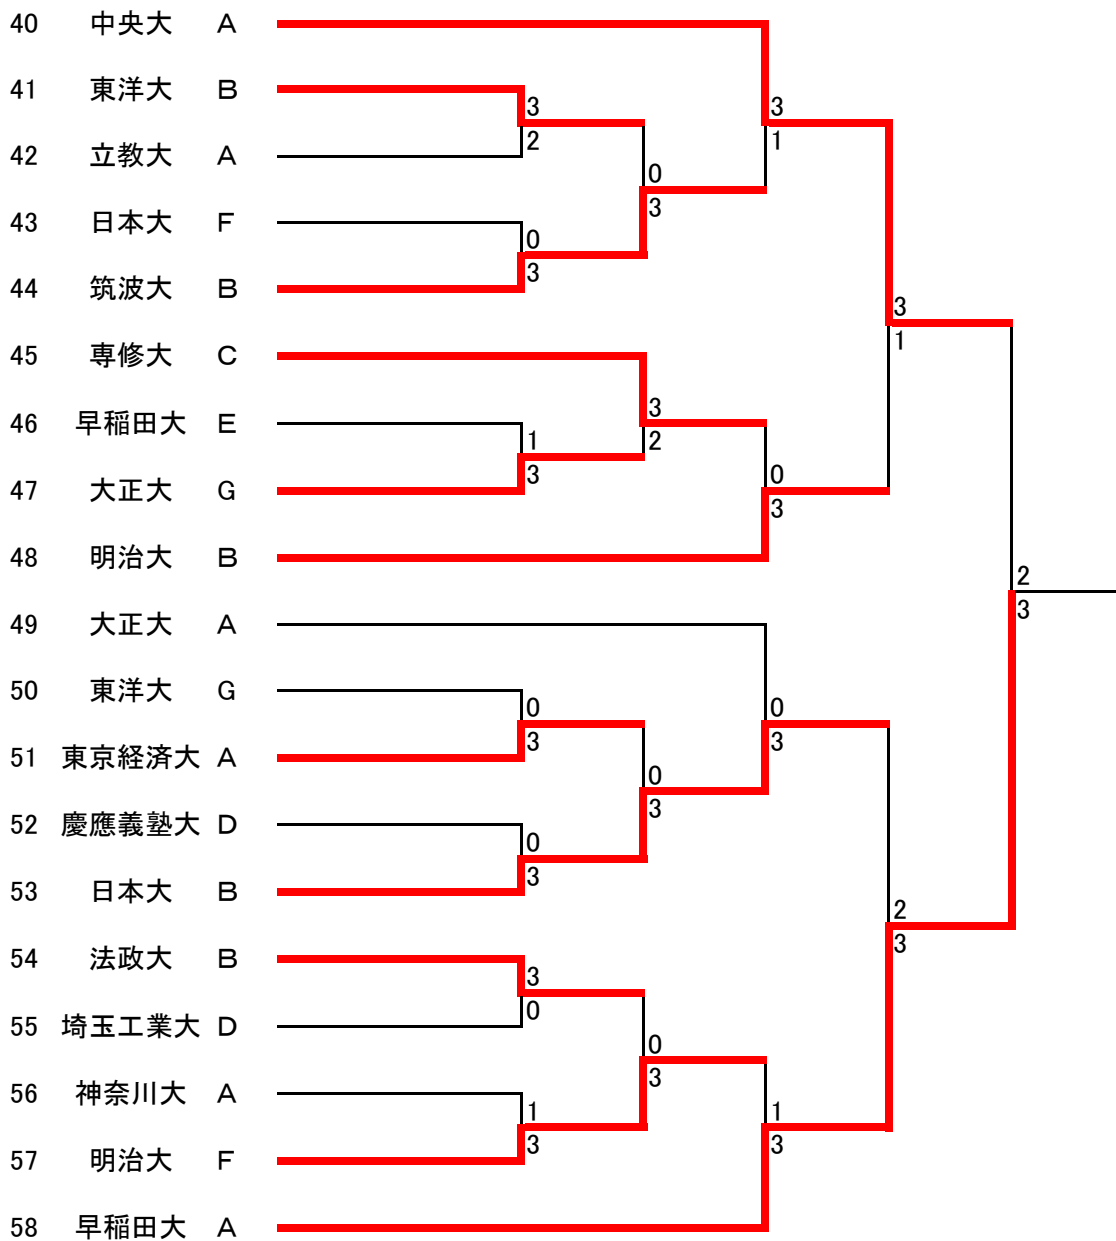 40 中央大 A
41 東洋大 B
3
3
2
1
42 立教大 A
0
3
43 日本大 F
0
3
44 筑波大 B
3
1
45 専修大 C
3
2
46 早稲田大 E
1
3
0
3
47 大正大 G
48 明治大 B
2
3
49 大正大 A
50 東洋大 G
0
3
0
3
51 東京経済大 A
0
3
52 慶應義塾大 D
0
3
53 日本大 B
2
3
54 法政大 B
3
0
55 埼玉工業大 D
0
3
56 神奈川大 A
1
3
1
3
57 明治大 F
58 早稲田大 A